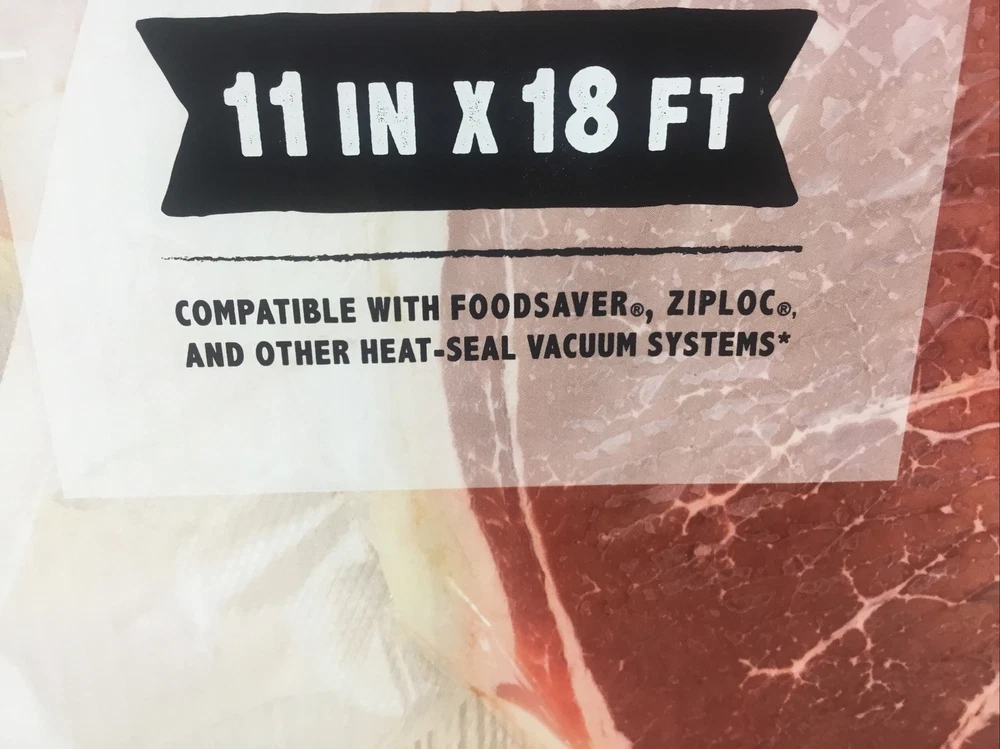 11 IN X 18 FT
COMPATIBLE WITH FOODSAVER®, ZIPLOC®,
AND OTHER HEAT-SEAL VACUUM SYSTEMS*